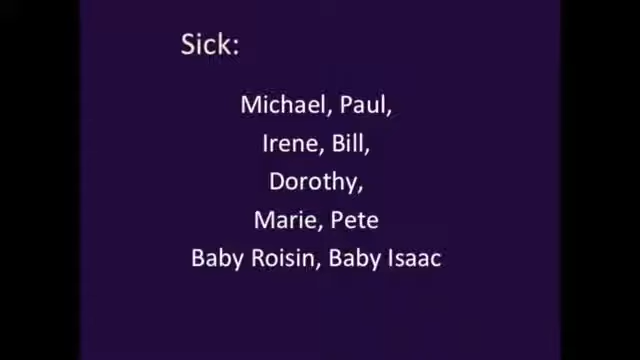 Sick:
Michael, Paul,
Irene, Bill,
Dorothy,
Marie, Pete
Baby Roisin, Baby Isaac